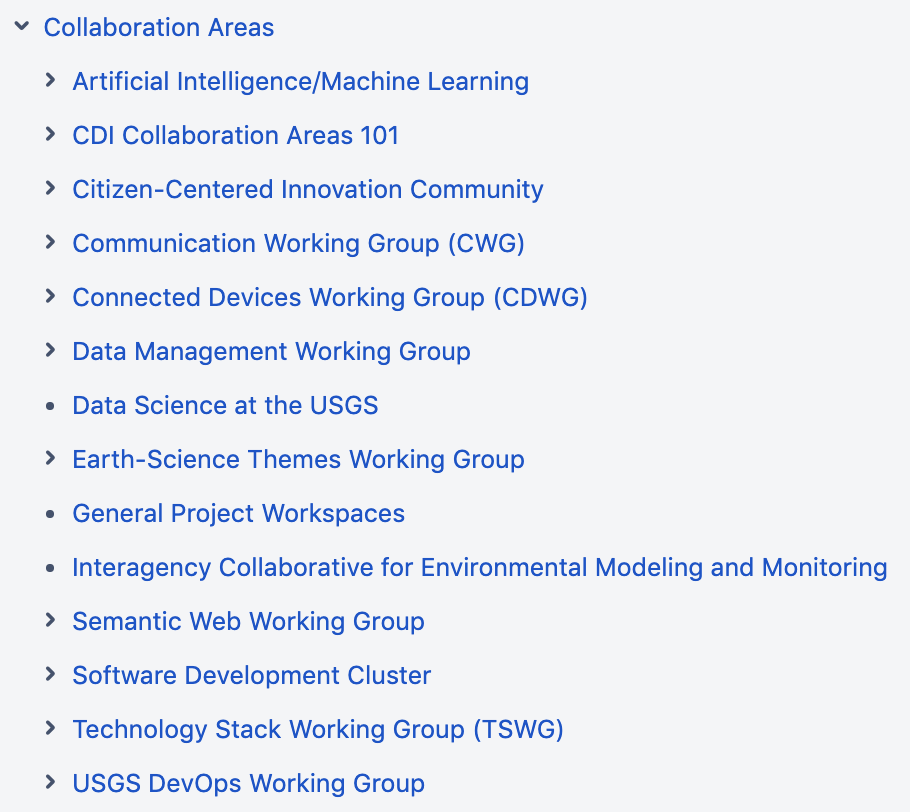 Collaboration Areas
Artificial Intelligence/Machine Learning
CDI Collaboration Areas 101
Citizen-Centered Innovation Community
Communication Working Group (CWG)
Connected Devices Working Group (CDWG)
Data Management Working Group
Data Science at the USGS
Earth-Science Themes Working Group
General Project Workspaces
Interagency Collaborative for Environmental Modeling and Monitoring
Semantic Web Working Group
Software Development Cluster
Technology Stack Working Group (TSWG)
USGS DevOps Working Group